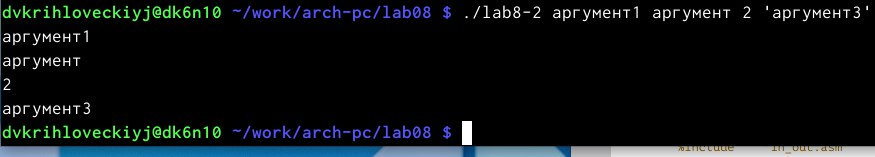 dvkrihloveckiyj@dk6n10 ~/work/arch-pc/lab08 $ ./lab8-2 аргумент1 аргумент 2 'аргумент3'
аргумент1
аргумент
2
аргумент3
dvkrihloveckiyj@dk6n10 ~/work/arch-pc/lab08 $
%include in_out.asm